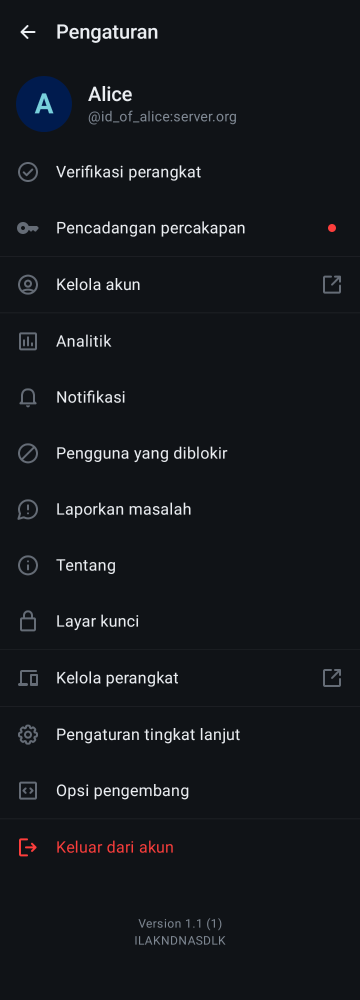 Pengaturan
A
Alice
@id_of_alice:server.org
Verifikasi perangkat
Pencadangan percakapan
Kelola akun
Analitik
Notifikasi
Pengguna yang diblokir
Laporkan masalah
Tentang
Layar kunci
Kelola perangkat
Pengaturan tingkat lanjut
Opsi pengembang
Keluar dari akun
Version 1.1 (1)
ILAKNDNASDLK